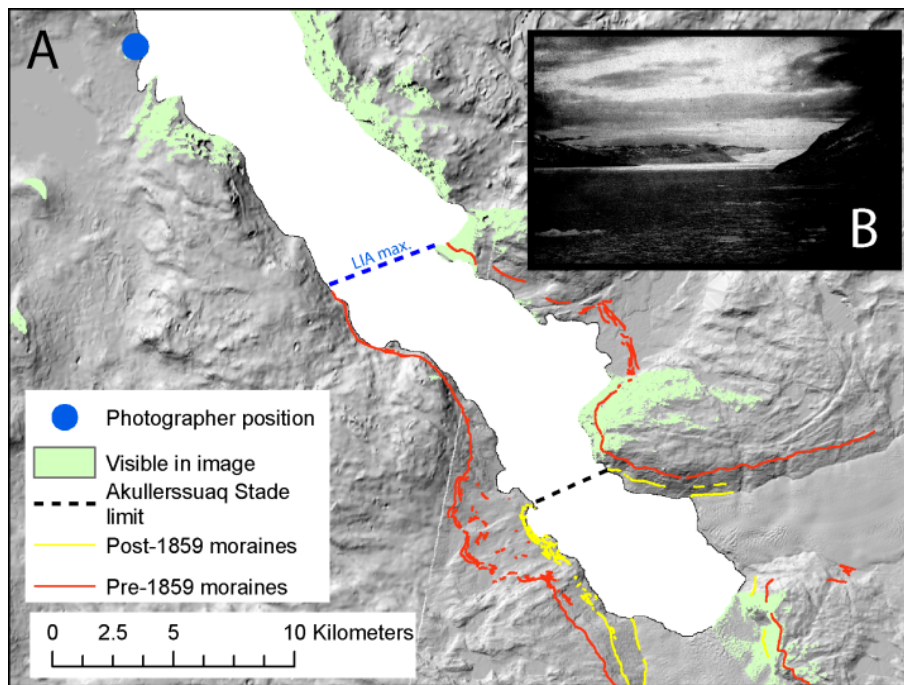 A
B
LIA max.
Photographer position
Visible in image
Akullerssuaq Stade
limit
Post-1859 moraines
Pre-1859 moraines
0 2.5 5 10 Kilometers